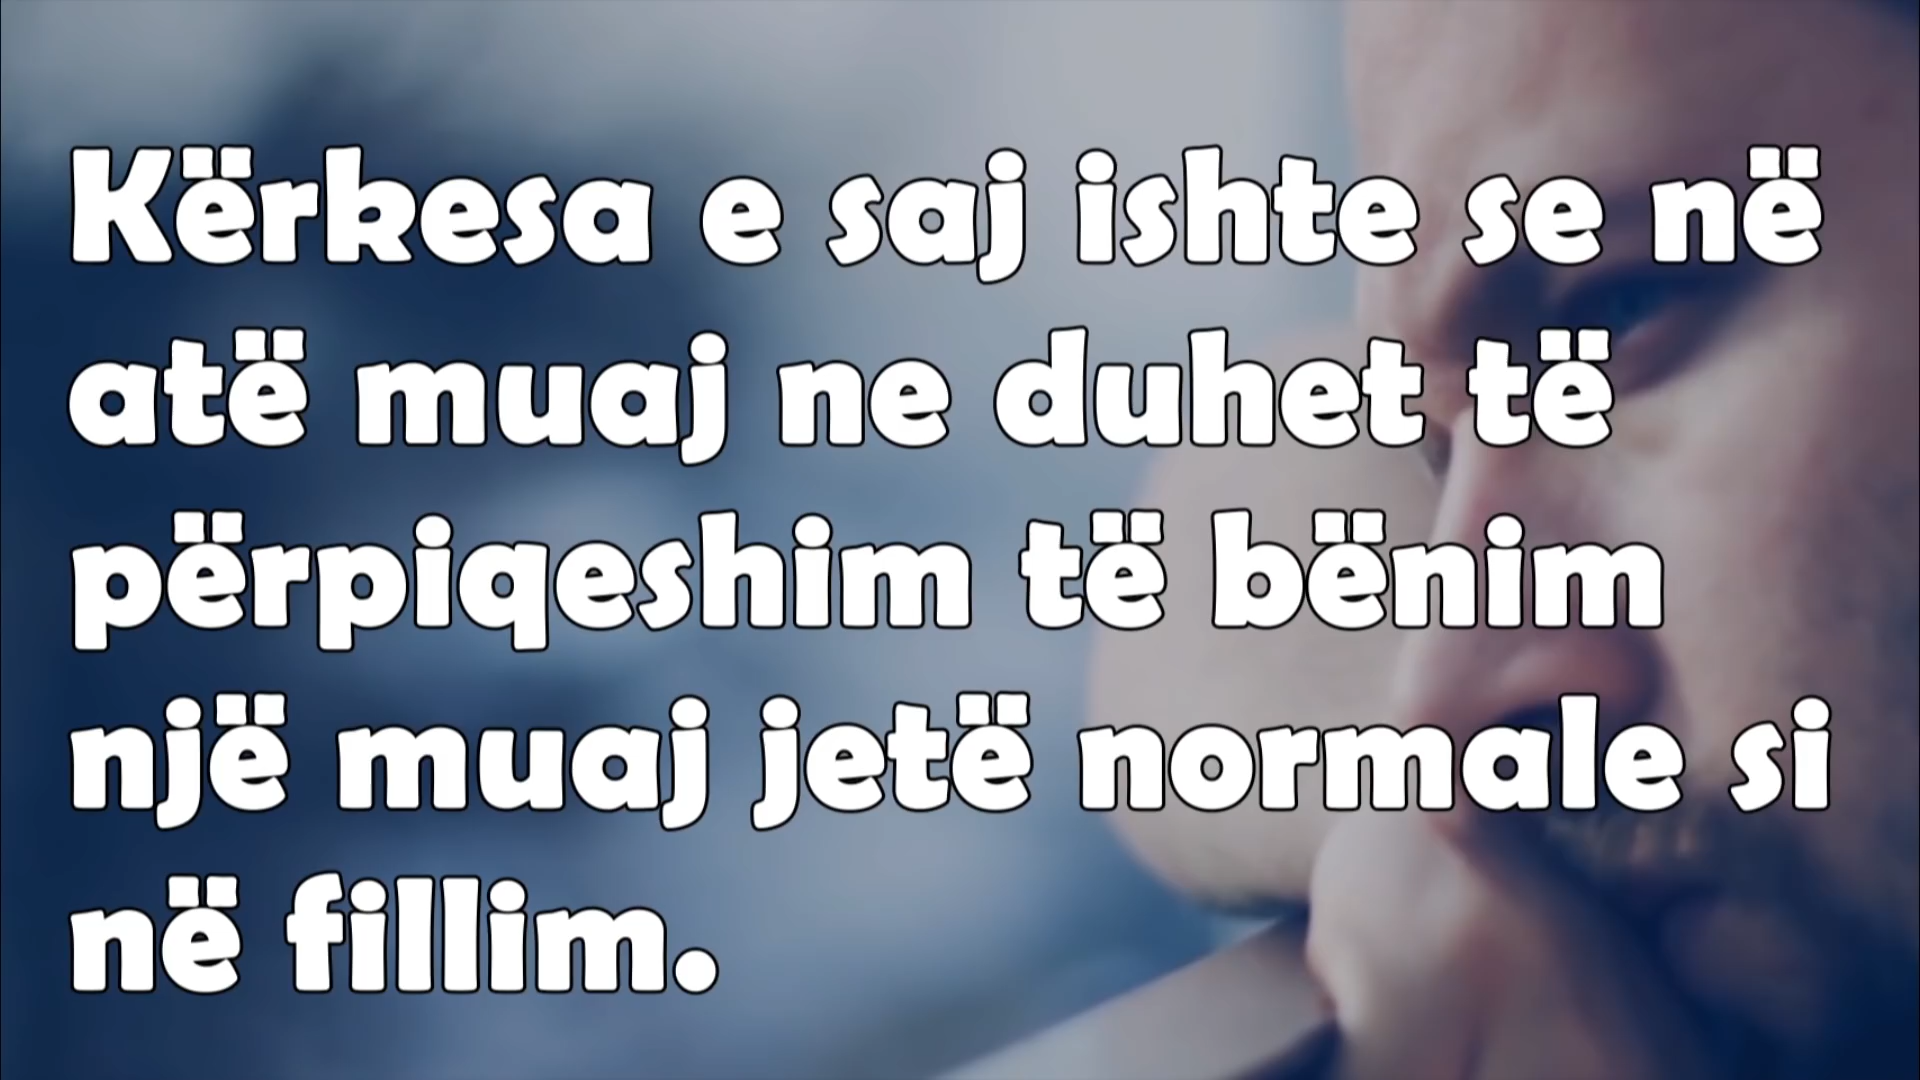 Kërkesa e saj ishte se në
atë muaj ne duhet të
përpiqeshim të bënim
një muaj jetë normale si
në fillim.